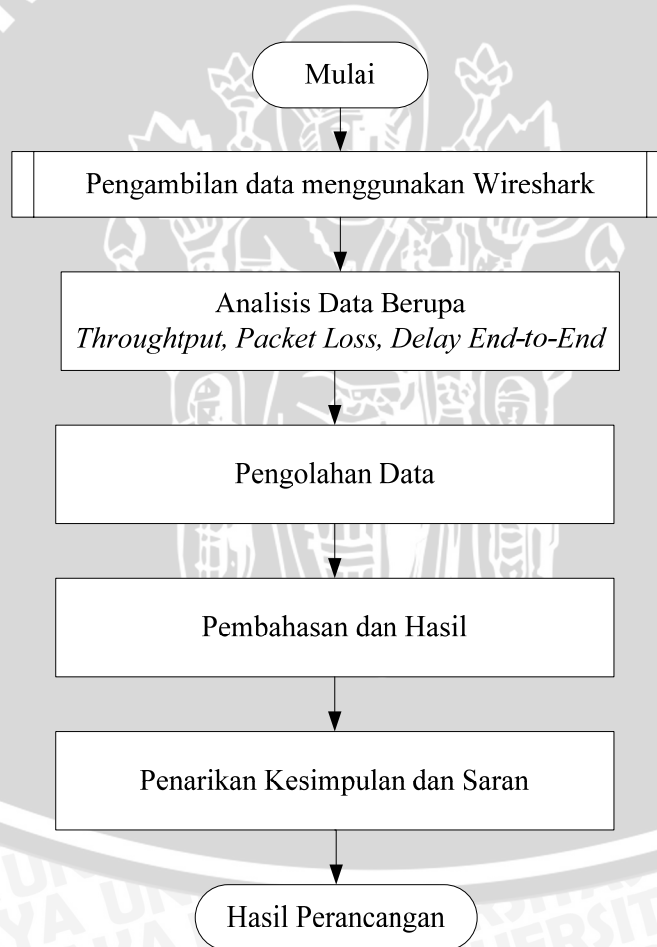 Mulai
Pengambilan data menggunakan Wireshark
Analisis Data Berupa
Throughtput, Packet Loss, Delay End-to-End
Pengolahan Data
Pembahasan dan Hasil
Penarikan Kesimpulan dan Saran
Hasil Perancangan